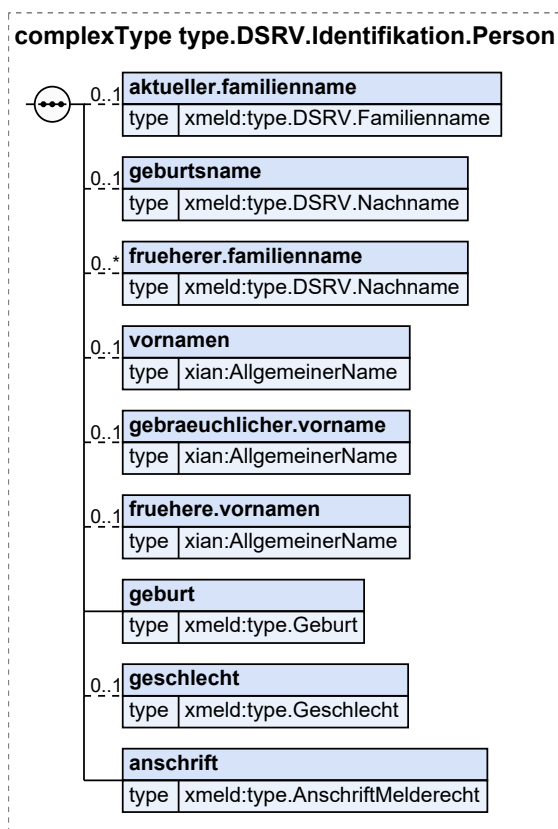 complexType type.DSRV.Identifikation.Person
0..1
aktueller.familienname
type xmeld:type.DSRV.Familienname
0..1
geburtsname
type xmeld:type.DSRV.Nachname
0..*
frueherer.familienname
type xmeld:type.DSRV.Nachname
0..1
vornamen
type xian:AllgemeinerName
0..1
gebraeuchlicher.vorname
type xian:AllgemeinerName
0..1
fruehere.vornamen
type xian:AllgemeinerName
geburt
type xmeld:type.Geburt
0..1
geschlecht
type xmeld:type.Geschlecht
anschrift
type xmeld:type.AnschriftMelderecht